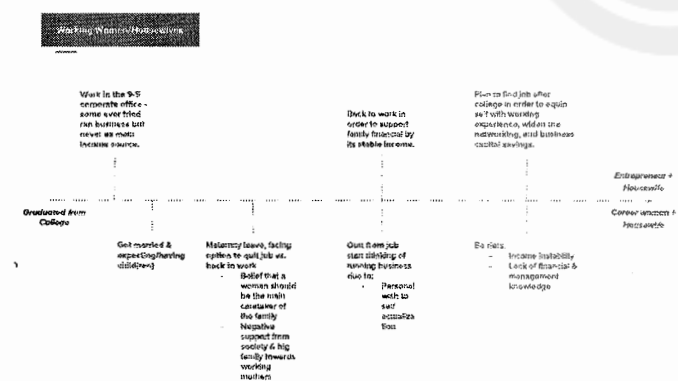 Working Women/Housewives
Work in the 9-5
corporate office -
some ever tried
run business but
never as main
income source.
Back to work in
order to support
family financial by
its stable income.
Plan to find job after
college in order to equip
self with working
experience, widen the
networking, and business
capital savings.
Entrepreneur +
Housewife
Graduated from
College
Career women +
Housewife
Get married &
expecting/having
child(ren)
Maternity leave, facing
option to quit job vs.
back to work
- Belief that a
woman should
be the main
caretaker of
the family
- Negative
support from
society & big
family towards
working
mothers
Quit from job
start thinking of
running business
due to:
- Personal
wish to
self
actualiza
tion
Barriers:
- Income Instability
- Lack of financial &
management
knowledge